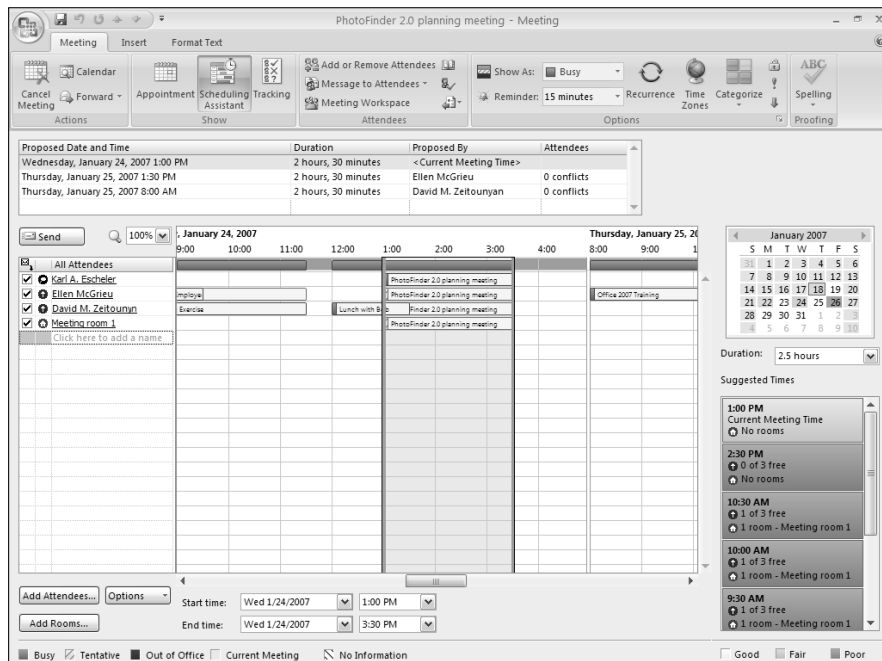 PhotoFinder 2.0 planning meeting - Meeting
Meeting Insert Format Text
Cancel Meeting
Calendar
Forward
Actions
Appointment
Scheduling Assistant
Tracking
Show
Add or Remove Attendees
Message to Attendees
Meeting Workspace
Attendees
Show As: Busy
Reminder: 15 minutes
Recurrence
Time Zones
Categorize
Options
ABC
Spelling
Proofing
Proposed Date and Time Duration Proposed By Attendees
Wednesday, January 24, 2007 1:00 PM 2 hours, 30 minutes <Current Meeting Time>
Thursday, January 25, 2007 1:30 PM 2 hours, 30 minutes Ellen McGrieu 0 conflicts
Thursday, January 25, 2007 8:00 AM 2 hours, 30 minutes David M. Zeitounyan 0 conflicts
Send 100%
, January 24, 2007 Thursday, January 25, 20
9:00 10:00 11:00 12:00 1:00 2:00 3:00 4:00 8:00 9:00 1
All Attendees
Karl A. Escheler PhotoFinder 2.0 planning meeting
Ellen McGrieu mploye PhotoFinder 2.0 planning meeting Office 2007 Training
David M. Zeitounyn Exercise Lunch with B o Finder 2.0 planning meeting
Meeting room 1 PhotoFinder 2.0 planning meeting
Click here to add a name
Add Attendees... Options
Add Rooms...
Start time: Wed 1/24/2007 1:00 PM
End time: Wed 1/24/2007 3:30 PM
Busy Tentative Out of Office Current Meeting No Information
January 2007
S M T W T F S
31 1 2 3 4 5 6
7 8 9 10 11 12 13
14 15 16 17 18 19 20
21 22 23 24 25 26 27
28 29 30 31 1 2 3
4 5 6 7 8 9 10
Duration: 2.5 hours
Suggested Times
1:00 PM
Current Meeting Time
No rooms
2:30 PM
0 of 3 free
No rooms
10:30 AM
1 of 3 free
1 room - Meeting room 1
10:00 AM
1 of 3 free
1 room - Meeting room 1
9:30 AM
1 of 3 free
1 room - Meeting room 1
Good Fair Poor